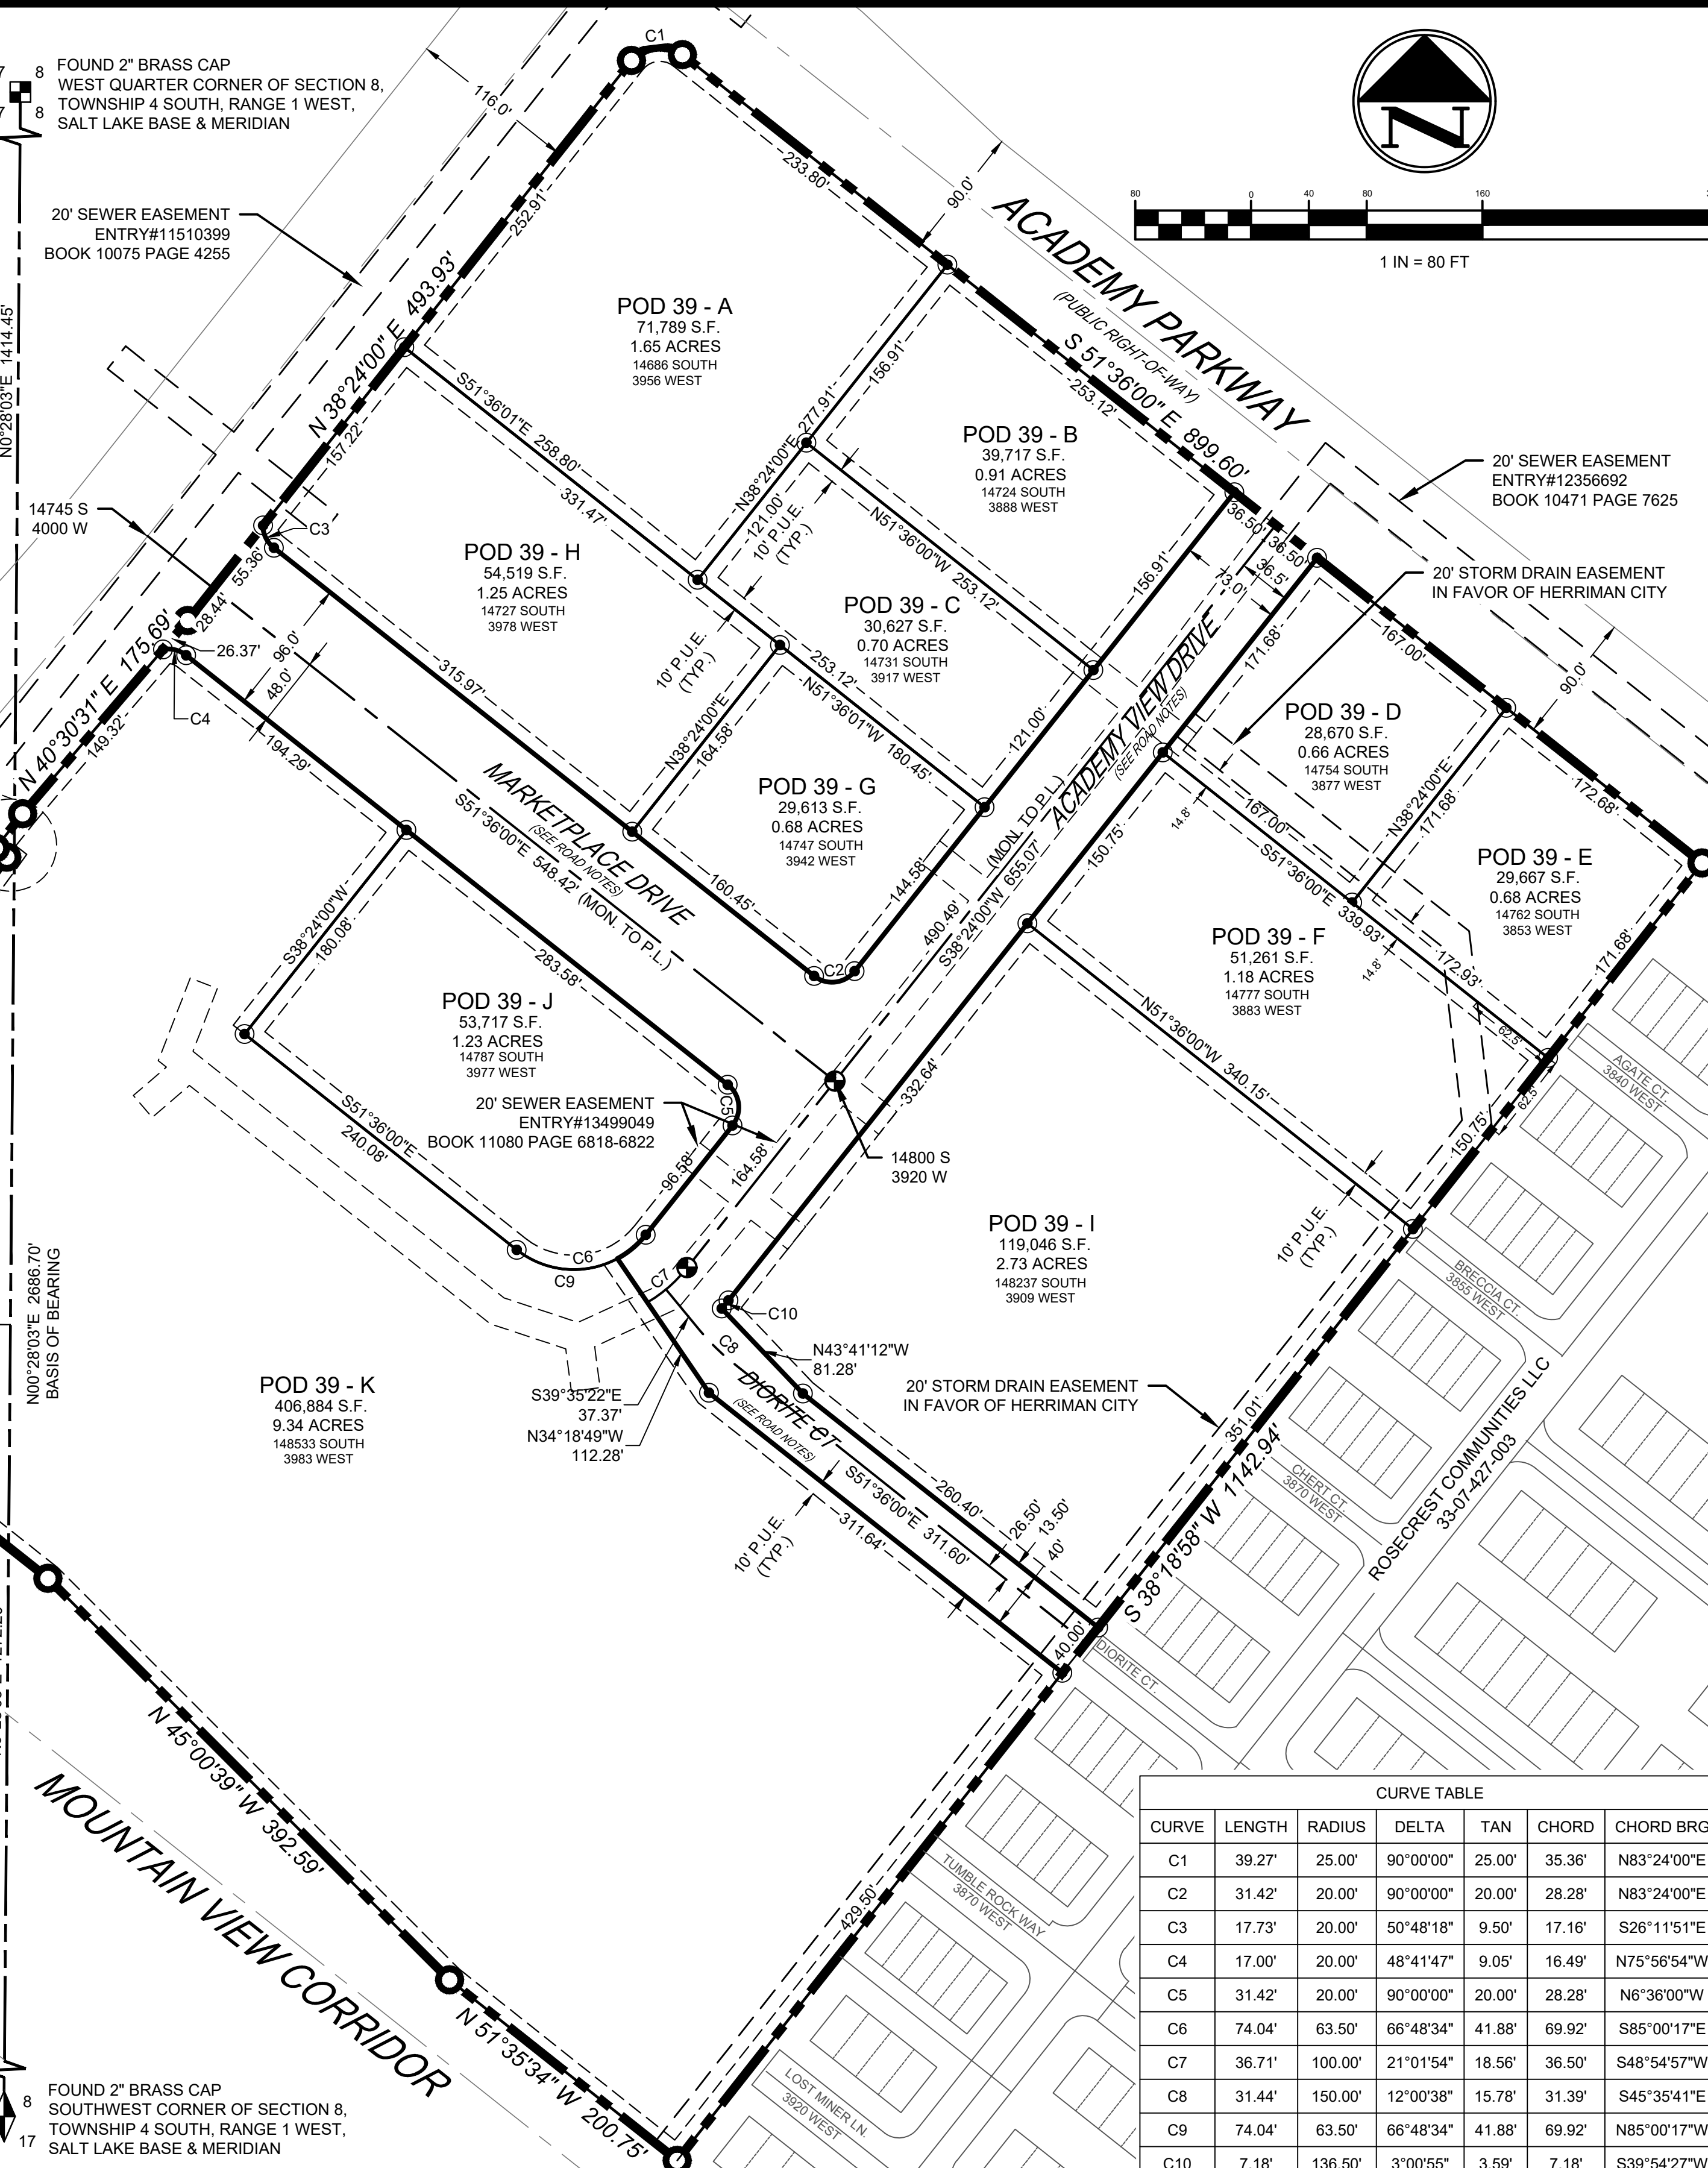 7
8
FOUND 2" BRASS CAP
WEST QUARTER CORNER OF SECTION 8,
TOWNSHIP 4 SOUTH, RANGE 1 WEST,
SALT LAKE BASE & MERIDIAN
7
8
C1
116.0'
233.80'
90.0'
252.91'
20' SEWER EASEMENT
ENTRY#11510399
BOOK 10075 PAGE 4255
N 38°24'00" E 493.93'
N0°28'03"E 1414.45'
ACADEMY PARKWAY
(PUBLIC RIGHT-OF-WAY)
S 51°36'00" E 899.60'
N
80
0
40
80
160
1 IN = 80 FT
POD 39 - A
71,789 S.F.
1.65 ACRES
14686 SOUTH
3956 WEST
156.91'
N38°24'00"E 277.91'
253.12'
POD 39 - B
39,717 S.F.
0.91 ACRES
14724 SOUTH
3888 WEST
N51°36'00"W 253.12'
S51°36'01"E 258.80'
331.47'
157.22'
121.00'
10' P.U.E.
(TYP.)
20' SEWER EASEMENT
ENTRY#12356692
BOOK 10471 PAGE 7625
14745 S
4000 W
C3
55.36'
28.44'
26.37'
POD 39 - H
54,519 S.F.
1.25 ACRES
14727 SOUTH
3978 WEST
POD 39 - C
30,627 S.F.
0.70 ACRES
14731 SOUTH
3917 WEST
156.91'
36.50'
36.50'
36.5'
73.0'
20' STORM DRAIN EASEMENT
IN FAVOR OF HERRIMAN CITY
167.00'
90.0'
171.68'
10' P.U.E.
(TYP.)
253.12'
N51°36'01"W 180.45'
121.00'
N 40°30'31" E 175.69'
149.32'
C4
96.0'
48.0'
315.97'
194.29'
N38°24'00"E
164.58'
ACADEMY VIEW DRIVE
(SEE ROAD NOTES)
POD 39 - D
28,670 S.F.
0.66 ACRES
14754 SOUTH
3877 WEST
N38°24'00"E
171.68'
172.68'
14.8'
167.00'
S51°36'00"E 339.93'
172.93'
14.8'
POD 39 - E
29,667 S.F.
0.68 ACRES
14762 SOUTH
3853 WEST
171.68'
MARKETPLACE DRIVE
(SEE ROAD NOTES)
S51°36'00"E 548.42' (MON. TO P.L.)
POD 39 - G
29,613 S.F.
0.68 ACRES
14747 SOUTH
3942 WEST
160.45'
144.58'
C2
490.49'
S38°24'00"W 655.07'
(MON. TO P.L.)
150.75'
POD 39 - F
51,261 S.F.
1.18 ACRES
14777 SOUTH
3883 WEST
62.5'
62.5'
N51°36'00"W 340.15'
150.75'
S38°24'00"W
180.08'
283.58'
POD 39 - J
53,717 S.F.
1.23 ACRES
14787 SOUTH
3977 WEST
S51°36'00"E
240.08'
C5
20' SEWER EASEMENT
ENTRY#13499049
BOOK 11080 PAGE 6818-6822
96.58'
164.58'
332.64'
14800 S
3920 W
AGATE CT.
3840 WEST
C6
C9
C7
C10
C8
POD 39 - I
119,046 S.F.
2.73 ACRES
148237 SOUTH
3909 WEST
10' P.U.E.
(TYP.)
BRECCIA CT.
3855 WEST
N43°41'12"W
81.28'
S39°35'22"E
37.37'
N34°18'49"W
112.28'
20' STORM DRAIN EASEMENT
IN FAVOR OF HERRIMAN CITY
351.01'
S 38°18'58" W 1142.94'
N00°28'03"E 2686.70'
BASIS OF BEARING
POD 39 - K
406,884 S.F.
9.34 ACRES
148533 SOUTH
3983 WEST
DIORITE CT
(SEE ROAD NOTES)
S51°36'00"E 311.60'
260.40'
26.50'
13.50'
40'
311.64'
10' P.U.E.
(TYP.)
40.00'
DIORITE CT.
CHERT CT.
3870 WEST
ROSECREST COMMUNITIES LLC
33-07-427-003
N 45°00'39" W 392.59'
MOUNTAIN VIEW CORRIDOR
N 51°35'34" W 200.75'
429.50'
TUMBLE ROCK WAY
3870 WEST
LOST MINER LN.
3920 WEST
8
17
FOUND 2" BRASS CAP
SOUTHWEST CORNER OF SECTION 8,
TOWNSHIP 4 SOUTH, RANGE 1 WEST,
SALT LAKE BASE & MERIDIAN
CURVE TABLE
CURVE LENGTH RADIUS DELTA TAN CHORD CHORD BRG
C1 39.27' 25.00' 90°00'00" 25.00' 35.36' N83°24'00"E
C2 31.42' 20.00' 90°00'00" 20.00' 28.28' N83°24'00"E
C3 17.73' 20.00' 50°48'18" 9.50' 17.16' S26°11'51"E
C4 17.00' 20.00' 48°41'47" 9.05' 16.49' N75°56'54"W
C5 31.42' 20.00' 90°00'00" 20.00' 28.28' N6°36'00"W
C6 74.04' 63.50' 66°48'34" 41.88' 69.92' S85°00'17"E
C7 36.71' 100.00' 21°01'54" 18.56' 36.50' S48°54'57"W
C8 31.44' 150.00' 12°00'38" 15.78' 31.39' S45°35'41"E
C9 74.04' 63.50' 66°48'34" 41.88' 69.92' N85°00'17"W
C10 7.18' 136.50' 3°00'55" 3.59' 7.18' S39°54'27"W